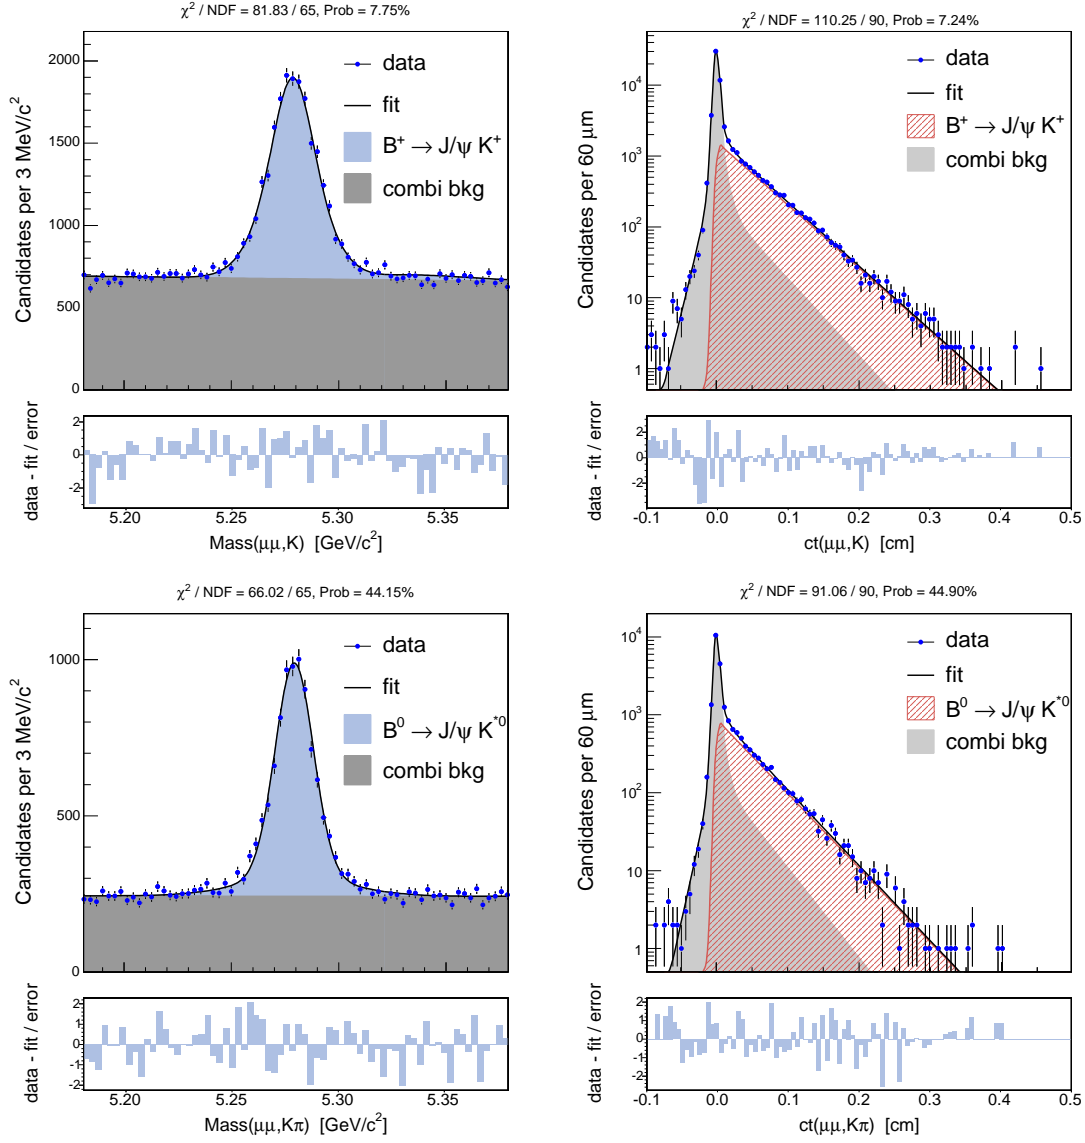 χ² / NDF = 81.83 / 65, Prob = 7.75%
Candidates per 3 MeV/c²
2000
1500
1000
500
0
data
fit
B⁺ → J/ψ K⁺
combi bkg
data - fit / error
2
0
-2
5.20 5.25 5.30 5.35
Mass(μμ,K) [GeV/c²]
χ² / NDF = 110.25 / 90, Prob = 7.24%
Candidates per 60 μm
10⁴
10³
10²
10
1
data
fit
B⁺ → J/ψ K⁺
combi bkg
data - fit / error
2
1
0
-1
-2
-3
-0.1 0.0 0.1 0.2 0.3 0.4 0.5
ct(μμ,K) [cm]
χ² / NDF = 66.02 / 65, Prob = 44.15%
Candidates per 3 MeV/c²
1000
500
0
data
fit
B⁰ → J/ψ K*⁰
combi bkg
data - fit / error
2
1
0
-1
-2
5.20 5.25 5.30 5.35
Mass(μμ,Kπ) [GeV/c²]
χ² / NDF = 91.06 / 90, Prob = 44.90%
Candidates per 60 μm
10⁴
10³
10²
10
1
data
fit
B⁰ → J/ψ K*⁰
combi bkg
data - fit / error
2
1
0
-1
-2
-0.1 0.0 0.1 0.2 0.3 0.4 0.5
ct(μμ,Kπ) [cm]